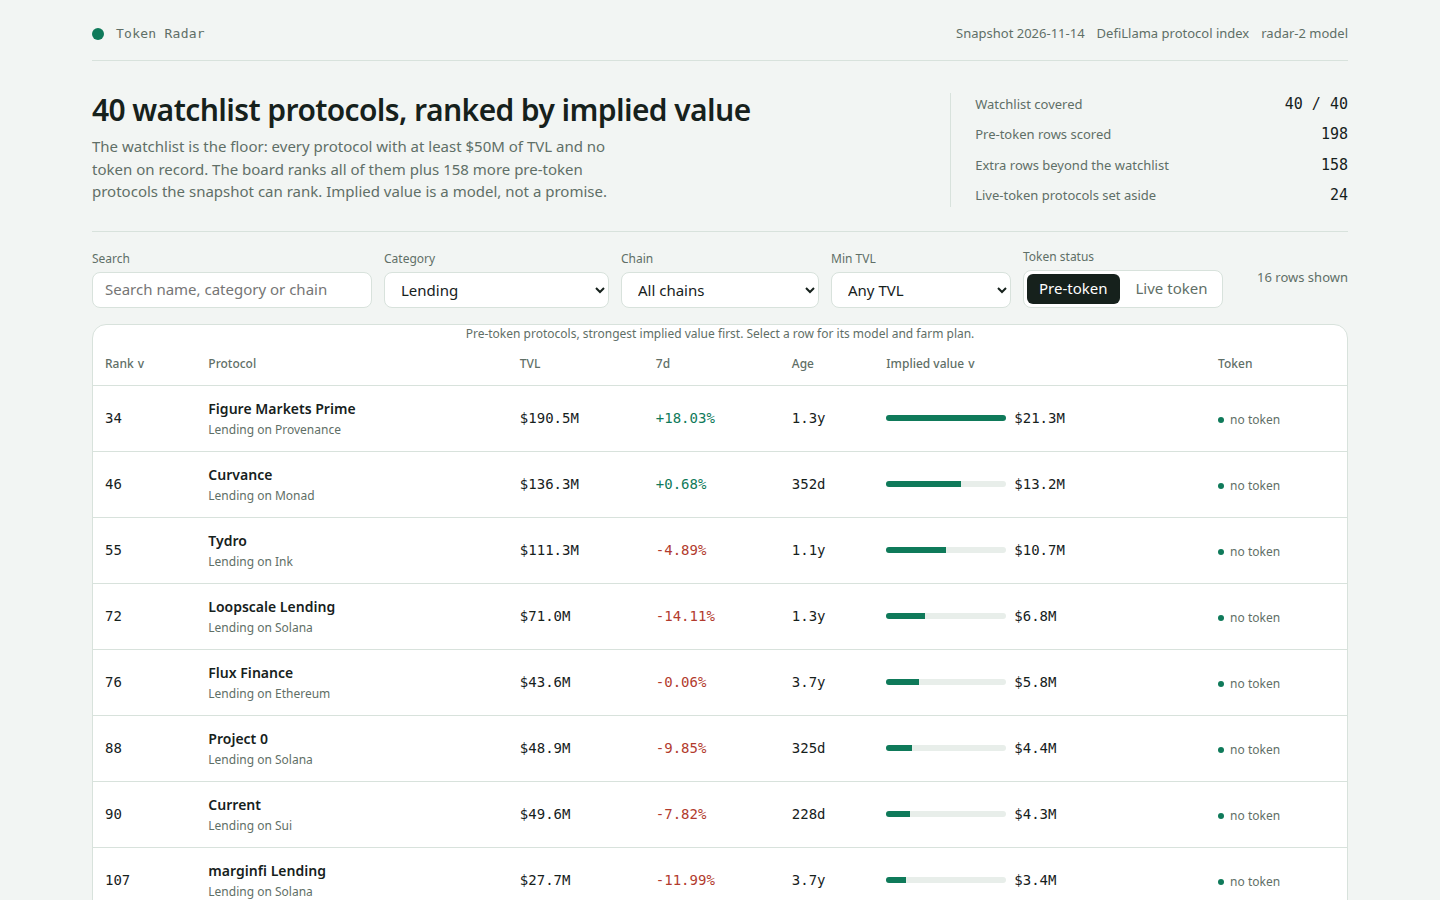 Token Radar
Snapshot 2026-11-14 DefiLlama protocol index radar-2 model
40 watchlist protocols, ranked by implied value
The watchlist is the floor: every protocol with at least $50M of TVL and no
token on record. The board ranks all of them plus 158 more pre-token
protocols the snapshot can rank. Implied value is a model, not a promise.
Watchlist covered 40 / 40
Pre-token rows scored 198
Extra rows beyond the watchlist 158
Live-token protocols set aside 24
Search Category Chain Min TVL Token status
Search name, category or chain Lending All chains Any TVL Pre-token Live token 16 rows shown
Pre-token protocols, strongest implied value first. Select a row for its model and farm plan.
Rank v Protocol TVL 7d Age Implied value v Token
34 Figure Markets Prime $190.5M +18.03% 1.3y $21.3M no token
Lending on Provenance
46 Curvance $136.3M +0.68% 352d $13.2M no token
Lending on Monad
55 Tydro $111.3M -4.89% 1.1y $10.7M no token
Lending on Ink
72 Loopscale Lending $71.0M -14.11% 1.3y $6.8M no token
Lending on Solana
76 Flux Finance $43.6M -0.06% 3.7y $5.8M no token
Lending on Ethereum
88 Project 0 $48.9M -9.85% 325d $4.4M no token
Lending on Solana
90 Current $49.6M -7.82% 228d $4.3M no token
Lending on Sui
107 marginfi Lending $27.7M -11.99% 3.7y $3.4M no token
Lending on Solana